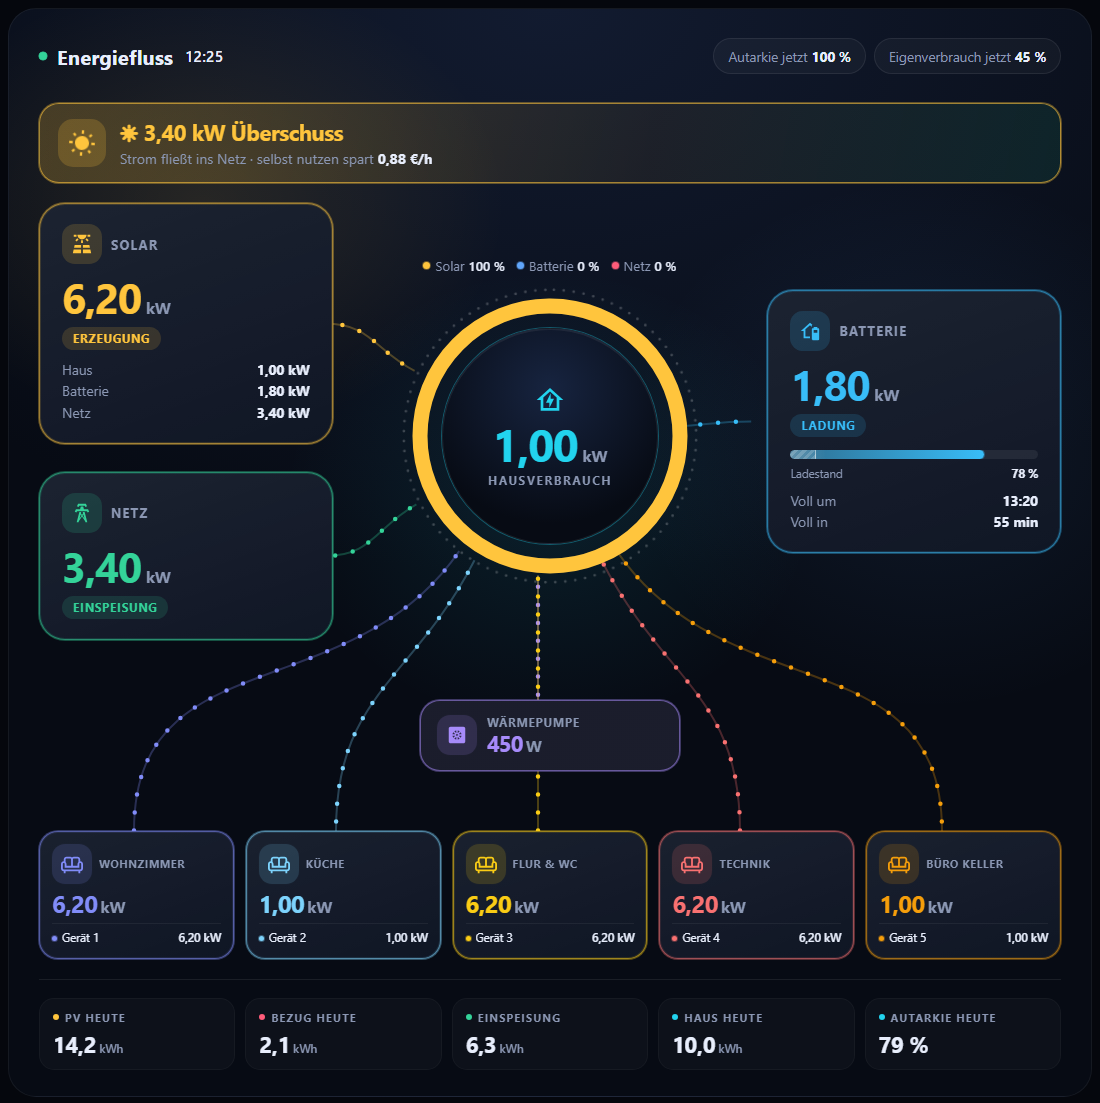 Energiefluss 12:25
Autarkie jetzt 100 %
Eigenverbrauch jetzt 45 %
☀ 3,40 kW Überschuss
Strom fließt ins Netz · selbst nutzen spart 0,88 €/h
SOLAR
6,20 kW
ERZEUGUNG
Haus 1,00 kW
Batterie 1,80 kW
Netz 3,40 kW
Solar 100 % Batterie 0 % Netz 0 %
1,00 kW
HAUSVERBRAUCH
BATTERIE
1,80 kW
LADUNG
Ladestand 78 %
Voll um 13:20
Voll in 55 min
NETZ
3,40 kW
EINSPEISUNG
WÄRMEPUMPE
450 W
WOHNZIMMER
6,20 kW
Gerät 1 6,20 kW
KÜCHE
1,00 kW
Gerät 2 1,00 kW
FLUR & WC
6,20 kW
Gerät 3 6,20 kW
TECHNIK
6,20 kW
Gerät 4 6,20 kW
BÜRO KELLER
1,00 kW
Gerät 5 1,00 kW
PV HEUTE
14,2 kWh
BEZUG HEUTE
2,1 kWh
EINSPEISUNG
6,3 kWh
HAUS HEUTE
10,0 kWh
AUTARKIE HEUTE
79 %